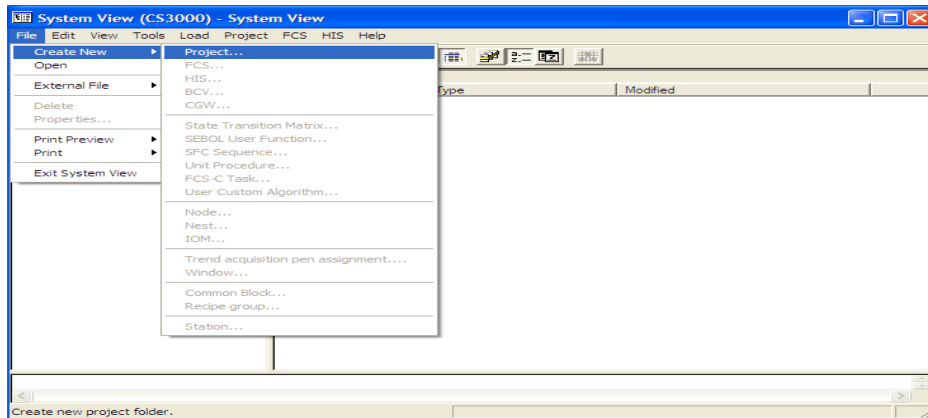 System View (CS3000) - System View
File Edit View Tools Load Project FCS HIS Help
Create New
Open
External File
Delete
Properties...
Print Preview
Print
Exit System View
Project...
FCS...
HIS...
BCV...
CGW...
State Transition Matrix...
SEBOL User Function...
SFC Sequence...
Unit Procedure...
FCS-C Task...
User Custom Algorithm...
Node...
Nest...
IOM...
Trend acquisition pen assignment....
Window...
Common Block...
Recipe group...
Station...
Type Modified
Create new project folder.